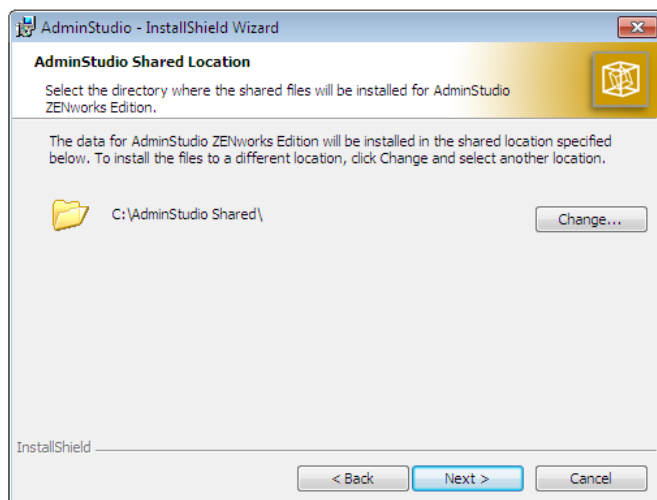 AdminStudio - InstallShield Wizard
AdminStudio Shared Location
Select the directory where the shared files will be installed for AdminStudio
ZENworks Edition.
The data for AdminStudio ZENworks Edition will be installed in the shared location specified
below. To install the files to a different location, click Change and select another location.
C:\AdminStudio Shared\
Change...
InstallShield
< Back
Next >
Cancel